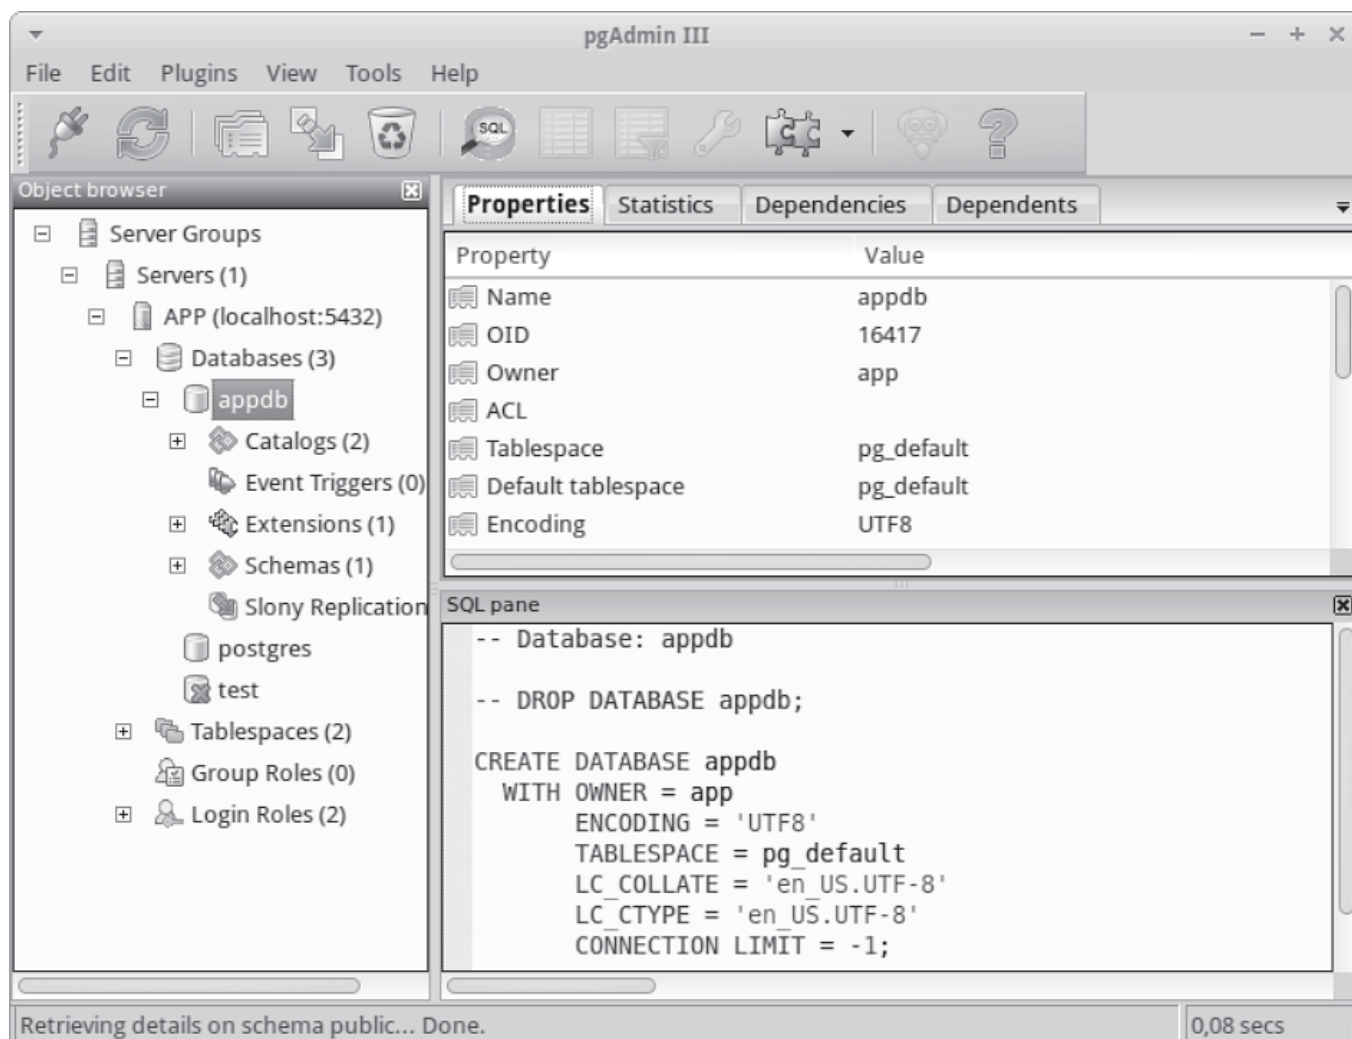 pgAdmin III
File Edit Plugins View Tools Help
SQL
Object browser
Server Groups
Servers (1)
APP (localhost:5432)
Databases (3)
appdb
Catalogs (2)
Event Triggers (0)
Extensions (1)
Schemas (1)
Slony Replication
postgres
test
Tablespaces (2)
Group Roles (0)
Login Roles (2)
Properties Statistics Dependencies Dependents
Property Value
Name appdb
OID 16417
Owner app
ACL
Tablespace pg_default
Default tablespace pg_default
Encoding UTF8
SQL pane
-- Database: appdb
-- DROP DATABASE appdb;
CREATE DATABASE appdb
WITH OWNER = app
ENCODING = 'UTF8'
TABLESPACE = pg_default
LC_COLLATE = 'en_US.UTF-8'
LC_CTYPE = 'en_US.UTF-8'
CONNECTION LIMIT = -1;
Retrieving details on schema public... Done. 0,08 secs